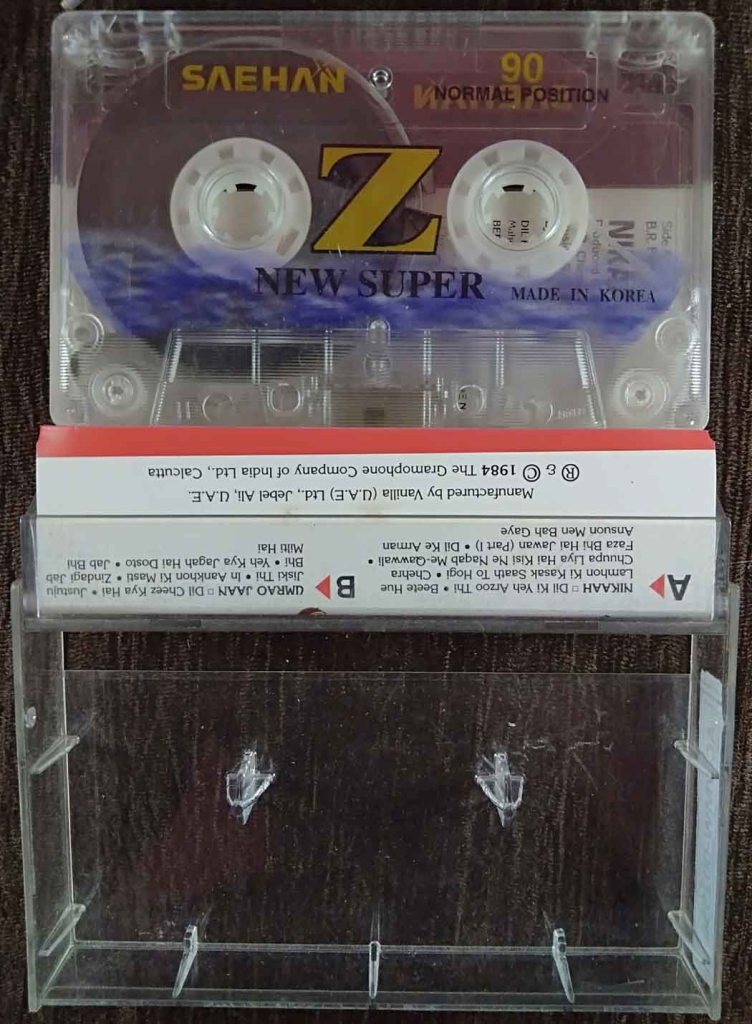 SAEHAN
90
NORMAL POSITION
Z
NEW SUPER
MADE IN KOREA
A
NIKAAH □ Dil Ki Yeh Arzoo Thi • Beete Hue
Lamhon Ki Kasak Saath To Hogi • Chehra
Chuupa Liya Hai Kisi Ne Naqab Me-Qawwali •
Faza Bhi Hai Jawan (Part I) • Dil Ke Arman
Ansuon Men Bah Gaye
B
UMRAO JAAN □ Dil Cheez Kya Hai • Justuju
Jiski Thi • In Aankhon Ki Masti • Zindagi Jab
Bhi • Yeh Kya Jagah Hai Dosto • Jab Bhi
Milti Hai
Manufactured by Vanilla (U.A.E) Ltd., Jebel Ali, U.A.E.
® & © 1984 The Gramophone Company of India Ltd., Calcutta